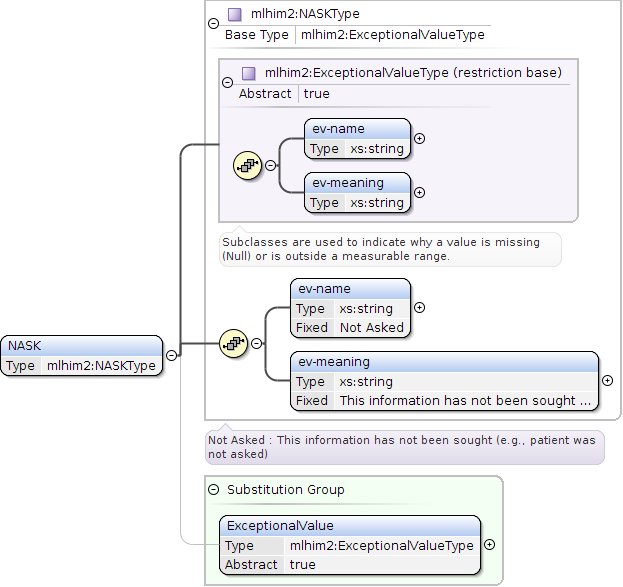 mlhim2:NASKType
Base Type mlhim2:ExceptionalValueType
mlhim2:ExceptionalValueType (restriction base)
Abstract true
ev-name
Type xs:string
ev-meaning
Type xs:string
Subclasses are used to indicate why a value is missing
(Null) or is outside a measurable range.
ev-name
Type xs:string
Fixed Not Asked
NASK
Type mlhim2:NASKType
ev-meaning
Type xs:string
Fixed This information has not been sought ...
Not Asked : This information has not been sought (e.g., patient was
not asked)
Substitution Group
ExceptionalValue
Type mlhim2:ExceptionalValueType
Abstract true